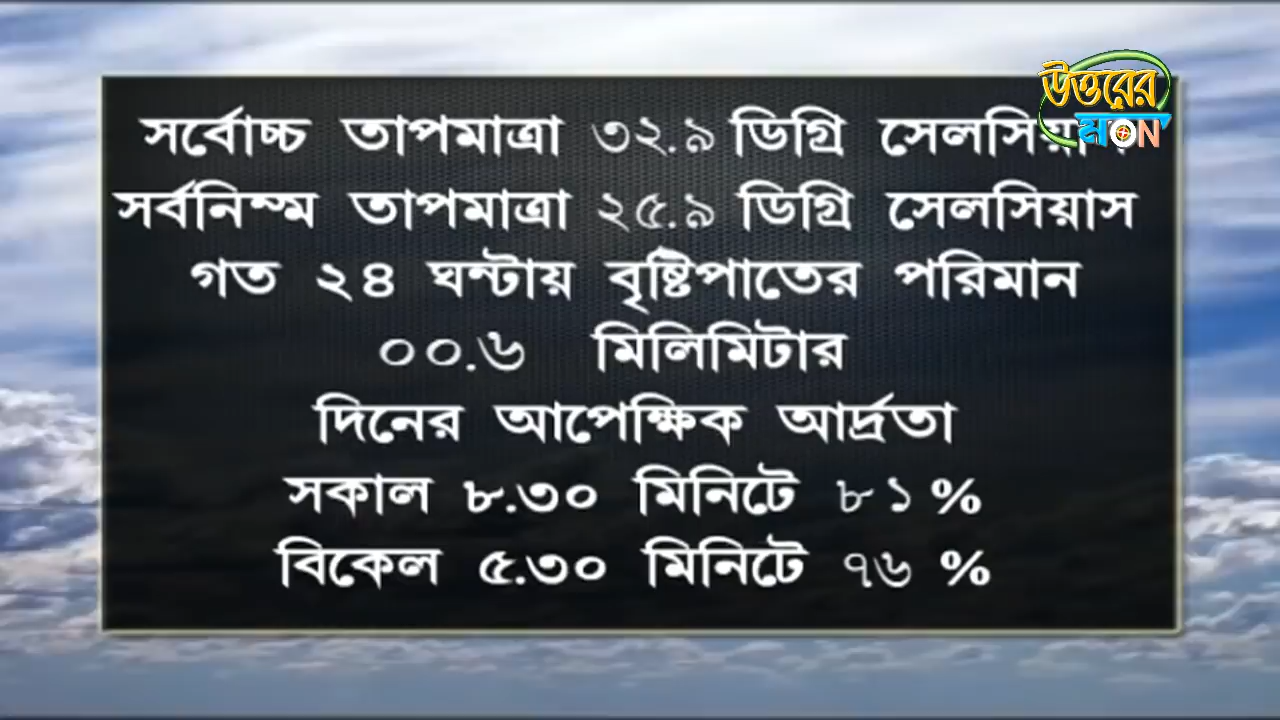 উত্তরের
মন
সর্বোচ্চ তাপমাত্রা ৩২.৯ ডিগ্রি সেলসিয়াস
সর্বনিম্ম তাপমাত্রা ২৫.৯ ডিগ্রি সেলসিয়াস
গত ২৪ ঘন্টায় বৃষ্টিপাতের পরিমান
০০.৬ মিলিমিটার
দিনের আপেক্ষিক আর্দ্রতা
সকাল ৮.৩০ মিনিটে ৮১ %
বিকেল ৫.৩০ মিনিটে ৭৬ %